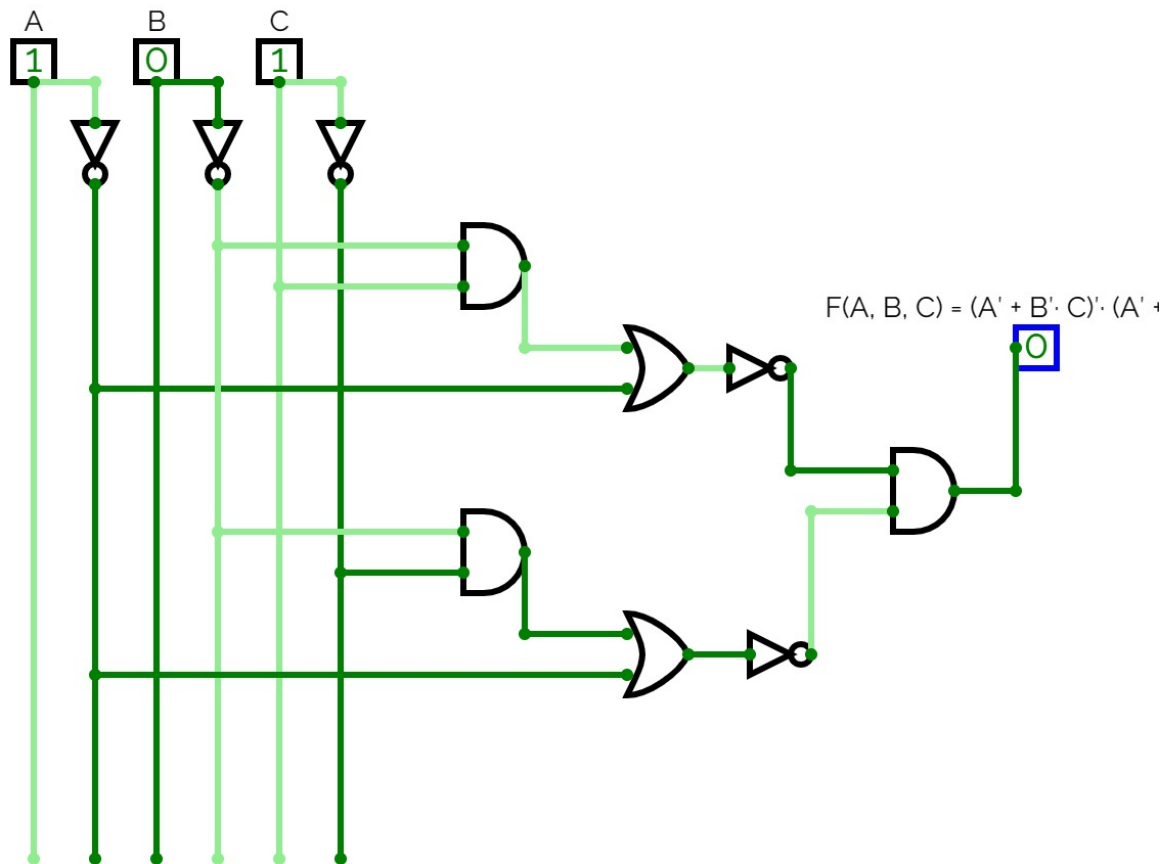 A B C
1 0 1
F(A, B, C) = (A' + B'· C)'· (A' +
0